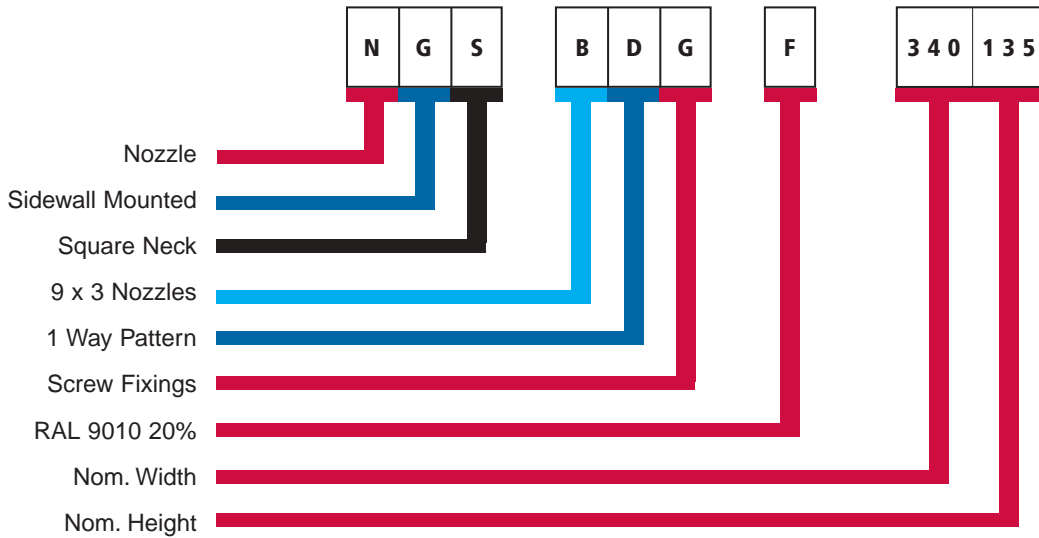 N G S B D G F 340 135
Nozzle
Sidewall Mounted
Square Neck
9 x 3 Nozzles
1 Way Pattern
Screw Fixings
RAL 9010 20%
Nom. Width
Nom. Height